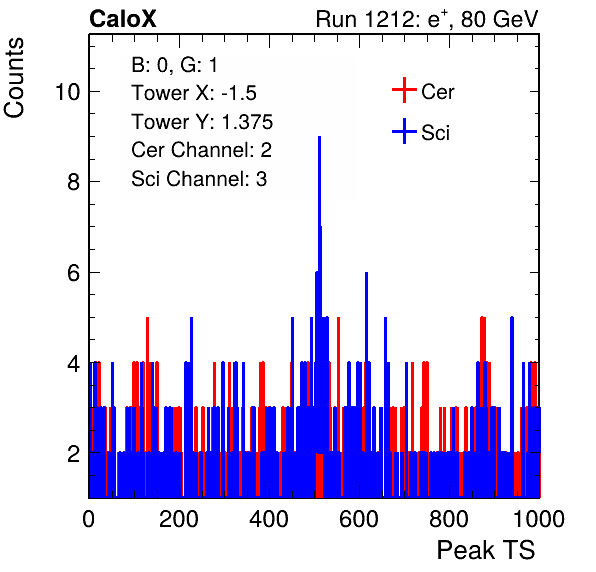 CaloX Run 1212: e+, 80 GeV
Counts
B: 0, G: 1
Tower X: -1.5
Tower Y: 1.375
Cer Channel: 2
Sci Channel: 3
Cer
Sci
10
8
6
4
2
0 200 400 600 800 1000
Peak TS